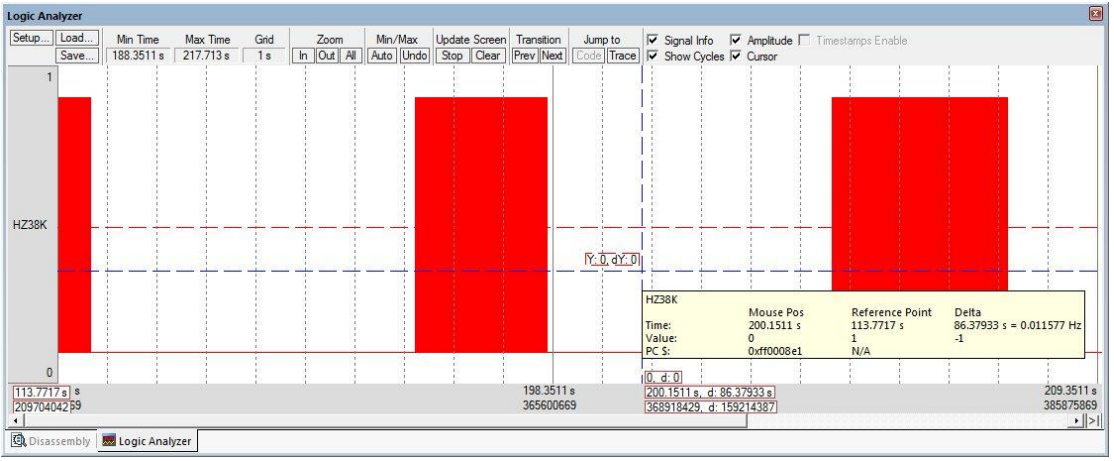 Logic Analyzer
Setup... Load... Min Time Max Time Grid Zoom Min/Max Update Screen Transition Jump to Signal Info Amplitude Timestamps Enable
Save... 188.3511 s 217.713 s 1 s In Out All Auto Undo Stop Clear Prev Next Code Trace Show Cycles Cursor
1
HZ38K
Y: 0, dY: 0
HZ38K
Mouse Pos Reference Point Delta
Time: 200.1511 s 113.7717 s 86.37933 s = 0.011577 Hz
Value: 0 1 -1
PC $: 0xff0008e1 N/A
0
0, d: 0
113.7717 s s 198.3511 s 200.1511 s, d: 86.37933 s 209.3511 s
209704042 69 365600669 368918429, d: 159214387 385875869
Disassembly Logic Analyzer